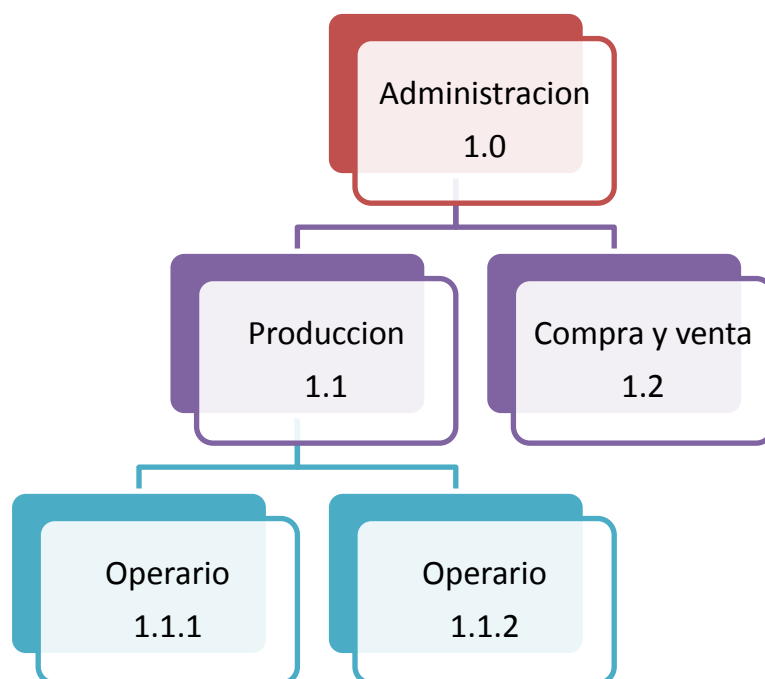 Administracion
1.0
Produccion
1.1
Compra y venta
1.2
Operario
1.1.1
Operario
1.1.2